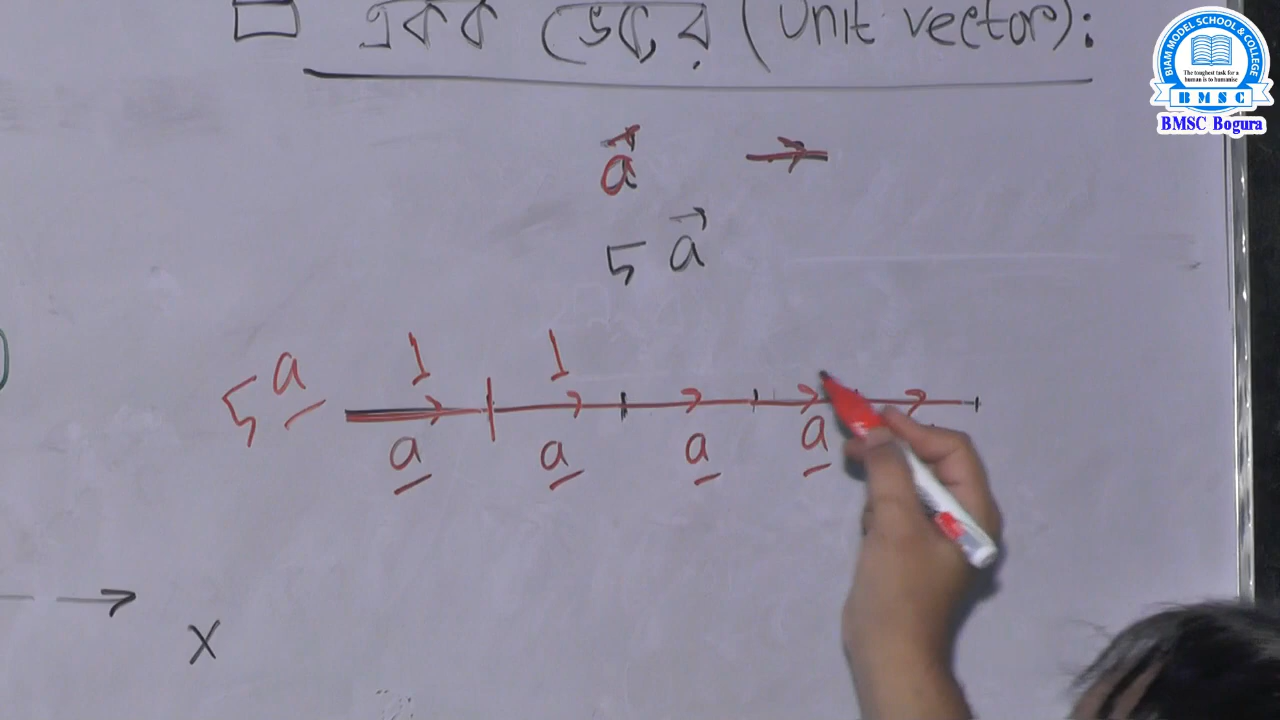 একক ভেক্টর (Unit vector):
BIAM MODEL SCHOOL & COLLEGE
The toughest task for a
human is to humanise
BMSC
BMSC Bogura
a⃗
5 a⃗
5 a̲ 1 1
a̲ a̲ a̲ a̲
X